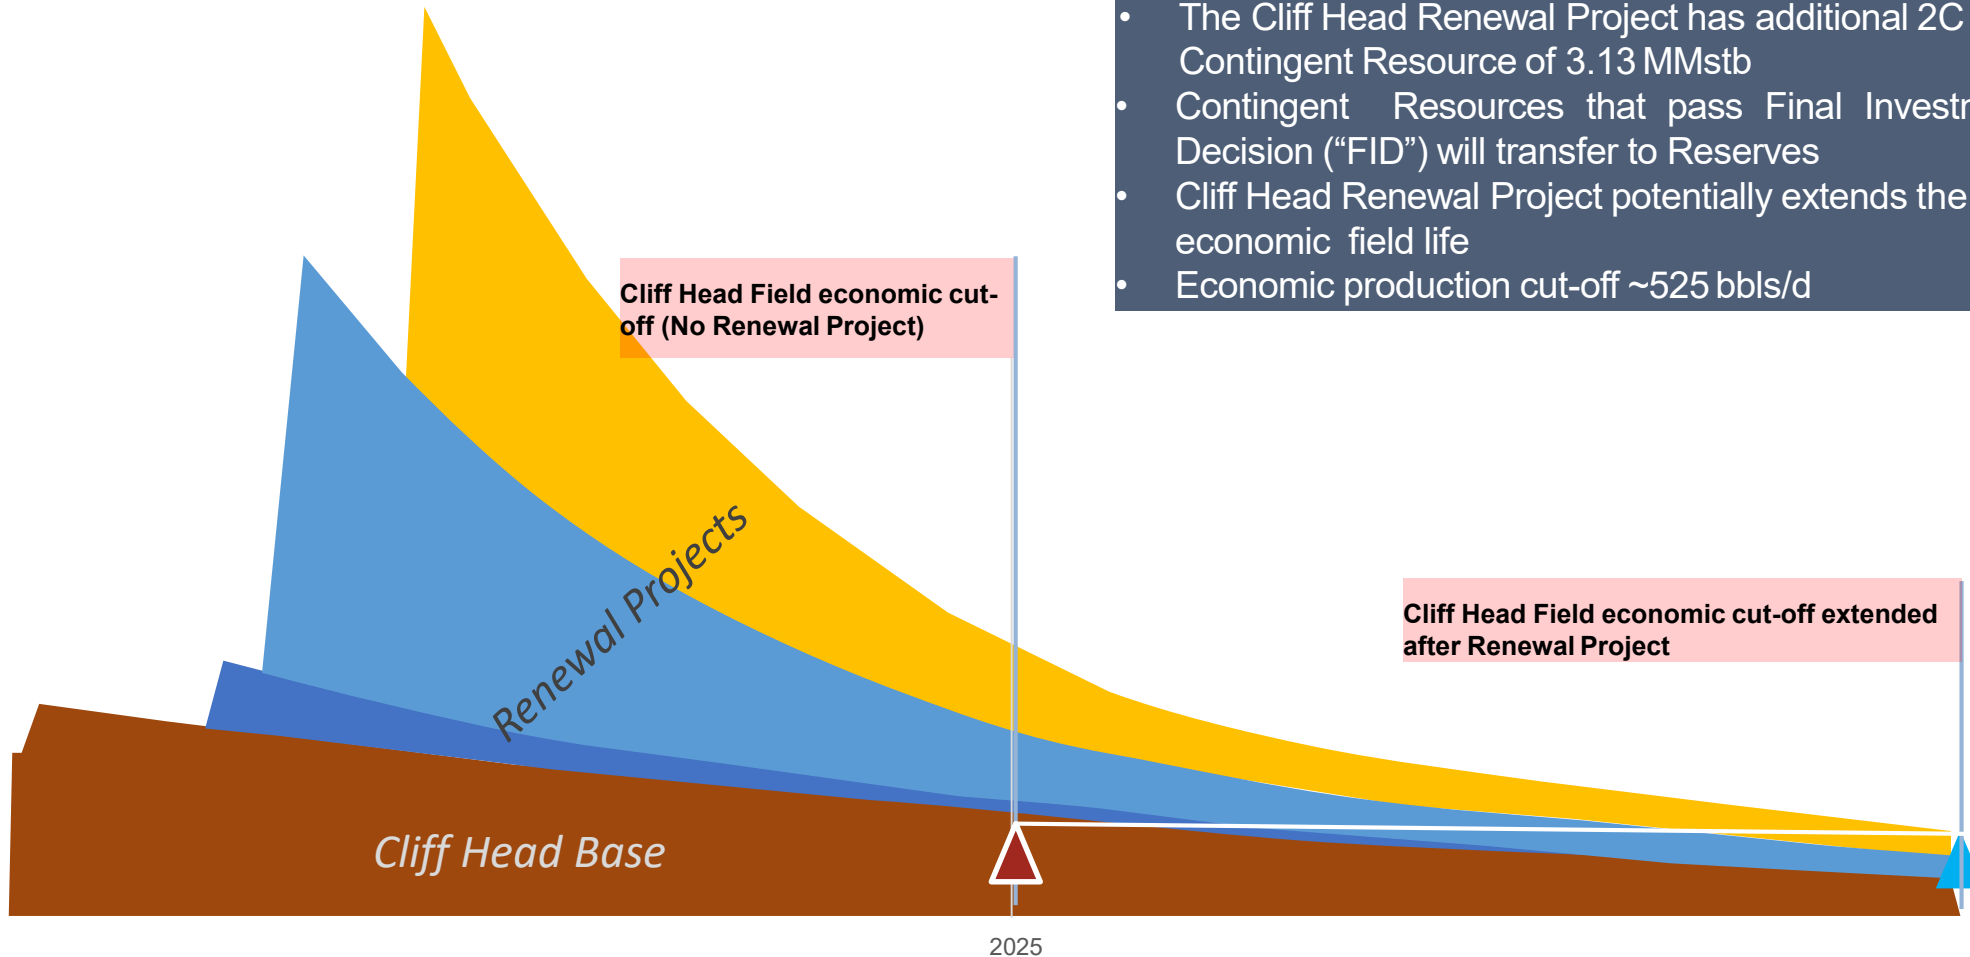 • The Cliff Head Renewal Project has additional 2C
Contingent Resource of 3.13 MMstb
• Contingent Resources that pass Final
Decision (“FID”) will transfer to Reserves
• Cliff Head Renewal Project potentially extends the
economic field life
• Economic production cut-off ~525 bbls/d
Cliff Head Field economic cut-
off (No Renewal Project)
Renewal Projects
Cliff Head Field economic cut-off extended
after Renewal Project
Cliff Head Base
2025